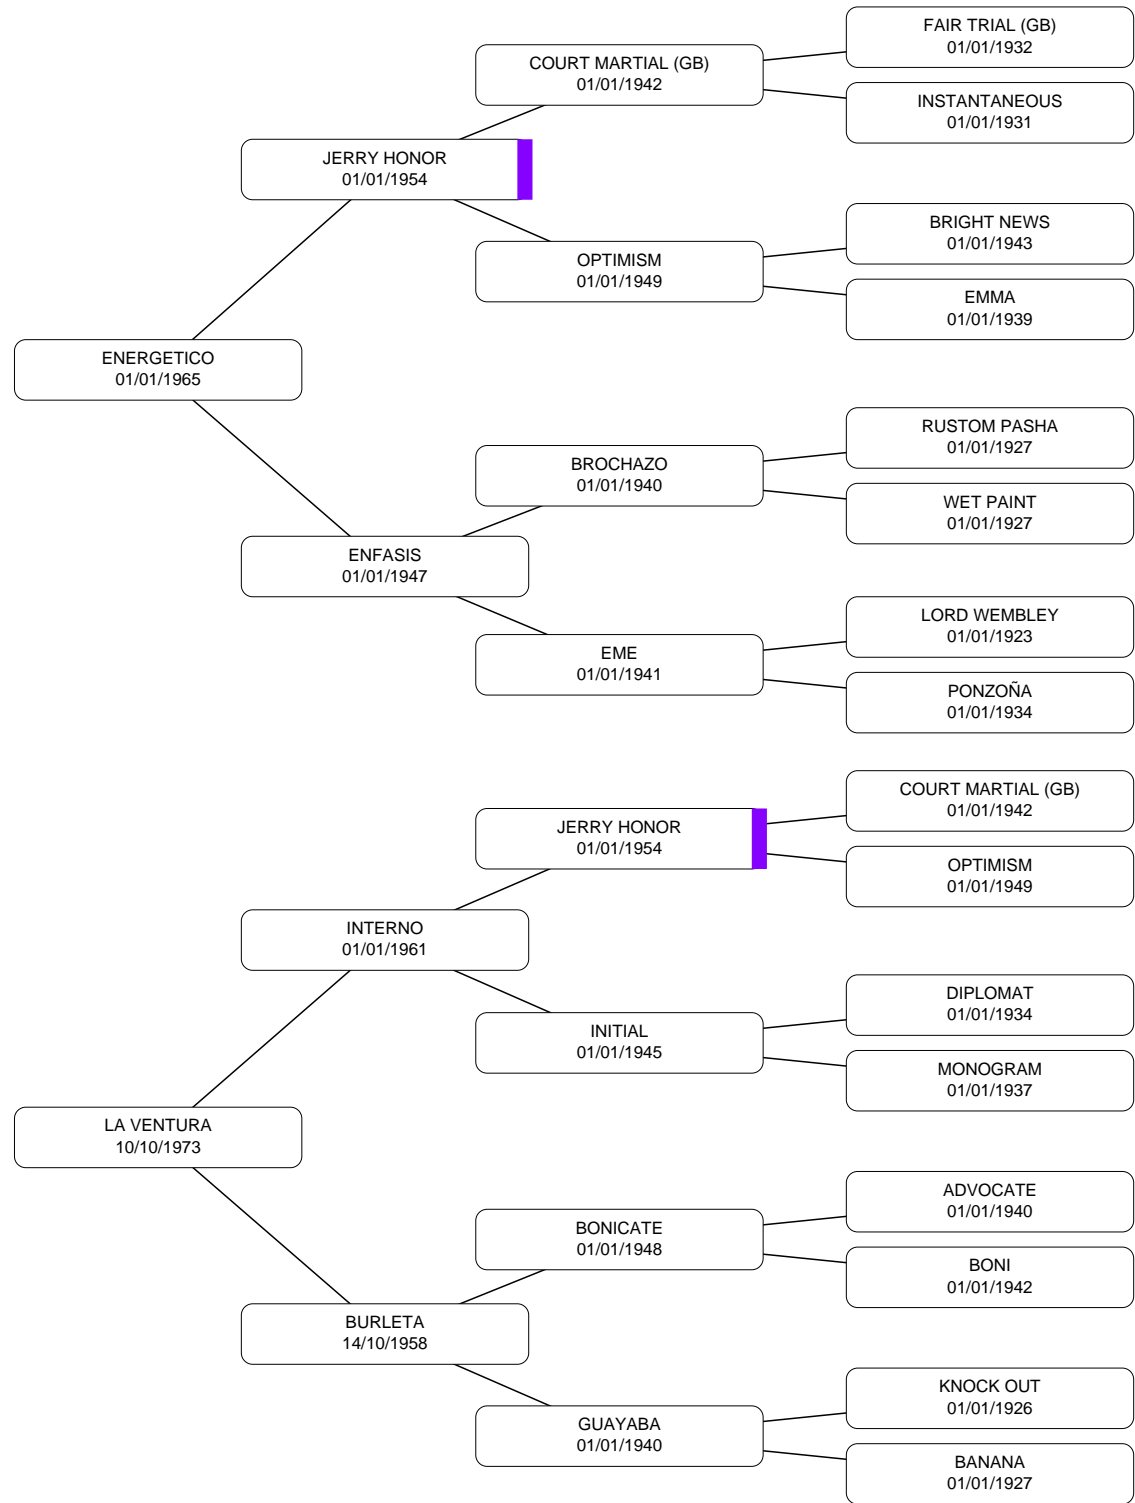 FAIR TRIAL (GB)
01/01/1932
COURT MARTIAL (GB)
01/01/1942
INSTANTANEOUS
01/01/1931
JERRY HONOR
01/01/1954
BRIGHT NEWS
01/01/1943
OPTIMISM
01/01/1949
EMMA
01/01/1939
ENERGETICO
01/01/1965
RUSTOM PASHA
01/01/1927
BROCHAZO
01/01/1940
WET PAINT
01/01/1927
ENFASIS
01/01/1947
LORD WEMBLEY
01/01/1923
EME
01/01/1941
PONZOÑA
01/01/1934
COURT MARTIAL (GB)
01/01/1942
JERRY HONOR
01/01/1954
OPTIMISM
01/01/1949
INTERNO
01/01/1961
DIPLOMAT
01/01/1934
INITIAL
01/01/1945
MONOGRAM
01/01/1937
LA VENTURA
10/10/1973
ADVOCATE
01/01/1940
BONICATE
01/01/1948
BONI
01/01/1942
BURLETA
14/10/1958
KNOCK OUT
01/01/1926
GUAYABA
01/01/1940
BANANA
01/01/1927